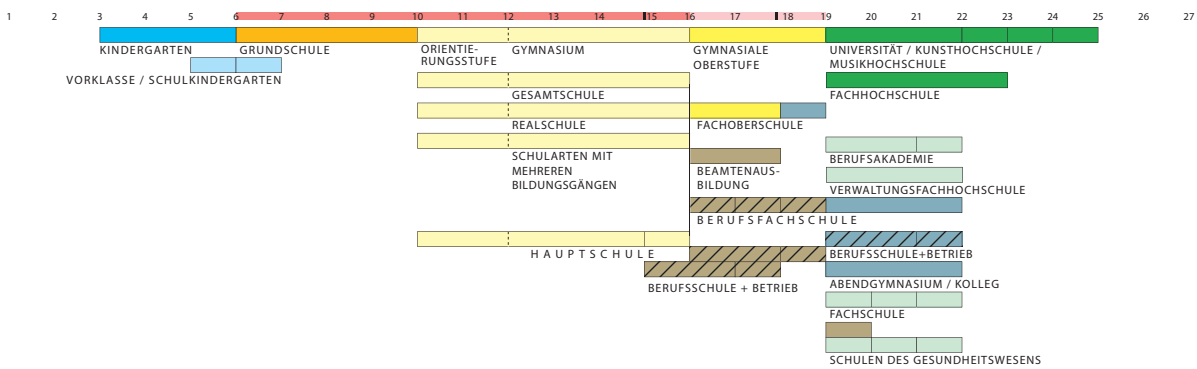 1 2 3 4 5 6 7 8 9 10 11 12 13 14 15 16 17 18 19 20 21 22 23 24 25 26 27
KINDERGARTEN
GRUNDSCHULE
ORIENTIE-
RUNGSSTUFE
GYMNASIUM
GYMNASIALE
OBERSTUFE
UNIVERSITÄT / KUNSTHOCHSCHULE /
MUSIKHOCHSCHULE
VORKLASSE / SCHULKINDERGARTEN
GESAMTSCHULE
FACHHOCHSCHULE
REALSCHULE
FACHOBERSCHULE
SCHULARTEN MIT
MEHREREN
BILDUNGSGÄNGEN
BEAMTENAUS-
BILDUNG
BERUFSAKADEMIE
VERWALTUNGSFACHHOCHSCHULE
BERUFSFACHSCHULE
HAUPTSCHULE
BERUFSSCHULE+BETRIEB
BERUFSSCHULE + BETRIEB
ABENDGYMNASIUM / KOLLEG
FACHSCHULE
SCHULEN DES GESUNDHEITSWESENS